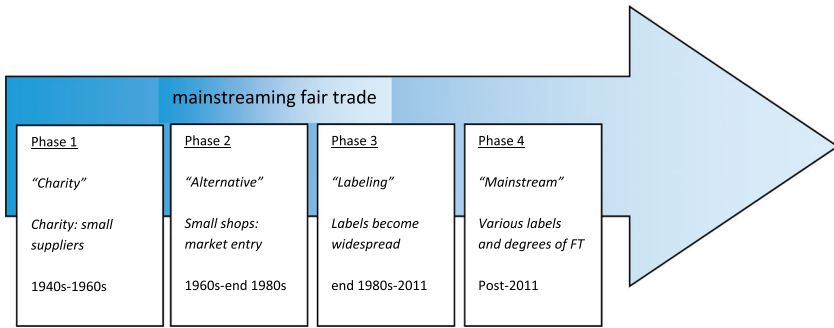 mainstreaming fair trade
Phase 1
“Charity”
Charity: small
suppliers
1940s-1960s
Phase 2
“Alternative”
Small shops:
market entry
1960s-end 1980s
Phase 3
“Labeling”
Labels become
widespread
end 1980s-2011
Phase 4
“Mainstream”
Various labels
and degrees of FT
Post-2011